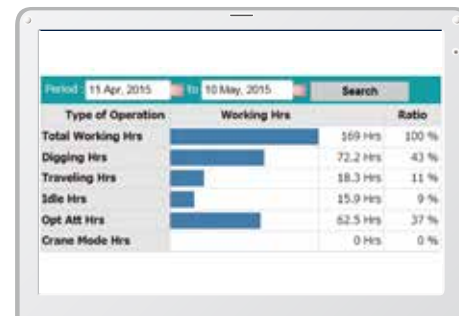 Period : 11 Apr, 2015 to 10 May, 2015 Search
Type of Operation Working Hrs Ratio
Total Working Hrs 169 Hrs 100 %
Digging Hrs 72.2 Hrs 43 %
Traveling Hrs 18.3 Hrs 11 %
Idle Hrs 15.9 Hrs 9 %
Opt Att Hrs 62.5 Hrs 37 %
Crane Mode Hrs 0 Hrs 0 %